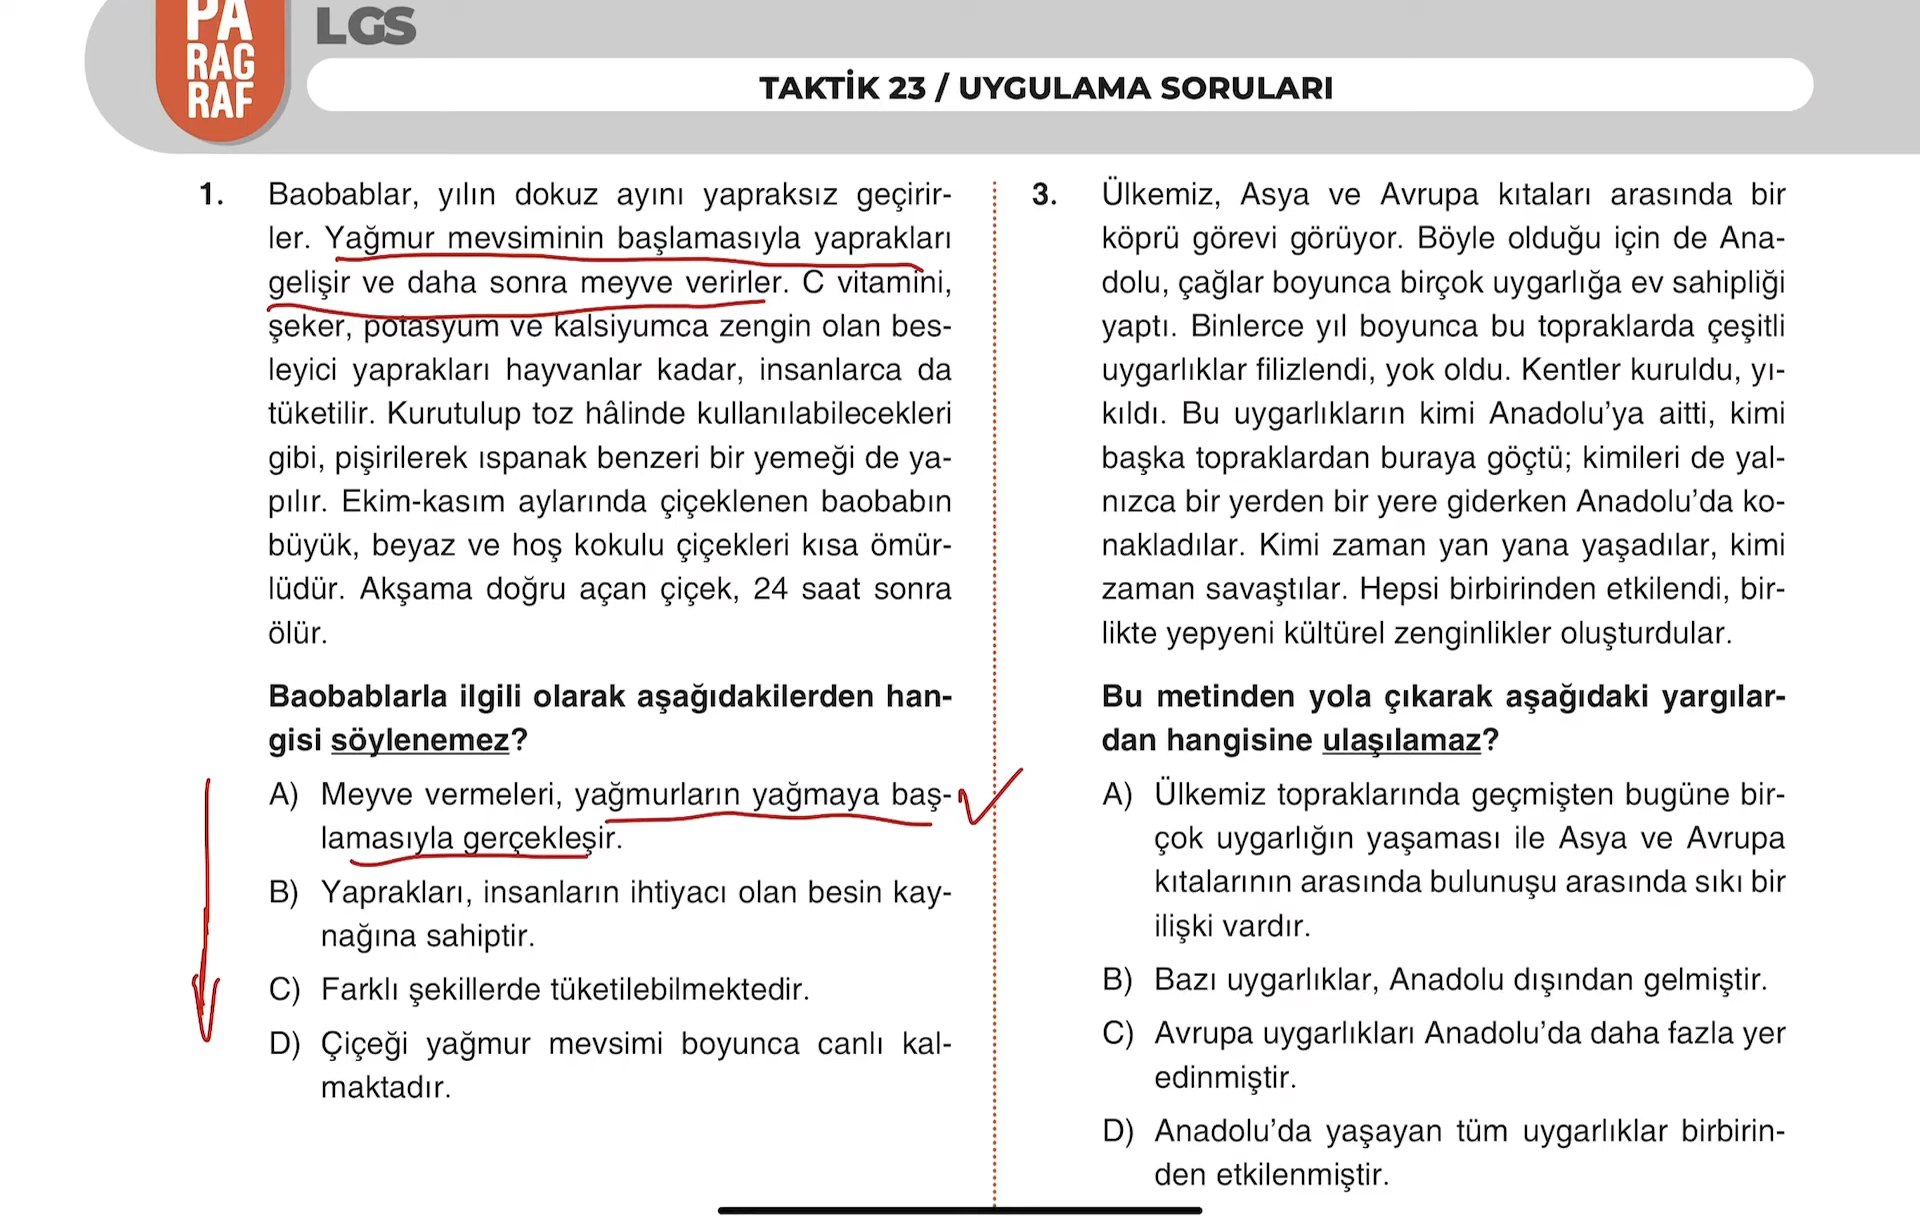 PA
RAG
RAF
LGS
TAKTİK 23 / UYGULAMA SORULARI
1. Baobablar, yılın dokuz ayını yapraksız geçirir-
ler. Yağmur mevsiminin başlamasıyla yaprakları
gelişir ve daha sonra meyve verirler. C vitamini,
şeker, potasyum ve kalsiyumca zengin olan bes-
leyici yaprakları hayvanlar kadar, insanlarca da
tüketilir. Kurutulup toz hâlinde kullanılabilecekleri
gibi, pişirilerek ıspanak benzeri bir yemeği de ya-
pılır. Ekim-kasım aylarında çiçeklenen baobabın
büyük, beyaz ve hoş kokulu çiçekleri kısa ömür-
lüdür. Akşama doğru açan çiçek, 24 saat sonra
ölür.
Baobablarla ilgili olarak aşağıdakilerden han-
gisi söylenemez?
A) Meyve vermeleri, yağmurların yağmaya baş-
lamasıyla gerçekleşir.
B) Yaprakları, insanların ihtiyacı olan besin kay-
nağına sahiptir.
C) Farklı şekillerde tüketilebilmektedir.
D) Çiçeği yağmur mevsimi boyunca canlı kal-
maktadır.
3. Ülkemiz, Asya ve Avrupa kıtaları arasında bir
köprü görevi görüyor. Böyle olduğu için de Ana-
dolu, çağlar boyunca birçok uygarlığa ev sahipliği
yaptı. Binlerce yıl boyunca bu topraklarda çeşitli
uygarlıklar filizlendi, yok oldu. Kentler kuruldu, yı-
kıldı. Bu uygarlıkların kimi Anadolu’ya aitti, kimi
başka topraklardan buraya göçtü; kimileri de yal-
nızca bir yerden bir yere giderken Anadolu’da ko-
nakladılar. Kimi zaman yan yana yaşadılar, kimi
zaman savaştılar. Hepsi birbirinden etkilendi, bir-
likte yepyeni kültürel zenginlikler oluşturdular.
Bu metinden yola çıkarak aşağıdaki yargılar-
dan hangisine ulaşılamaz?
A) Ülkemiz topraklarında geçmişten bugüne bir-
çok uygarlığın yaşaması ile Asya ve Avrupa
kıtalarının arasında bulunuşu arasında sıkı bir
ilişki vardır.
B) Bazı uygarlıklar, Anadolu dışından gelmiştir.
C) Avrupa uygarlıkları Anadolu’da daha fazla yer
edinmiştir.
D) Anadolu’da yaşayan tüm uygarlıklar birbirin-
den etkilenmiştir.